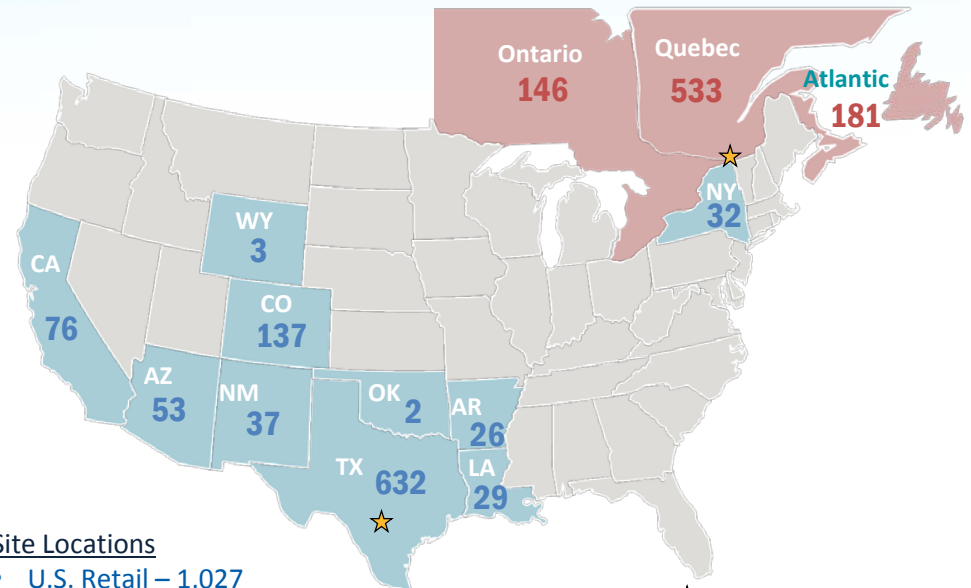 Ontario
146
Quebec
533
Atlantic
181
NY
32
WY
3
CA
76
CO
137
AZ
53
NM
37
OK 2
AR
26
TX 632
LA
29
Site Locations
• U.S. Retail – 1,027